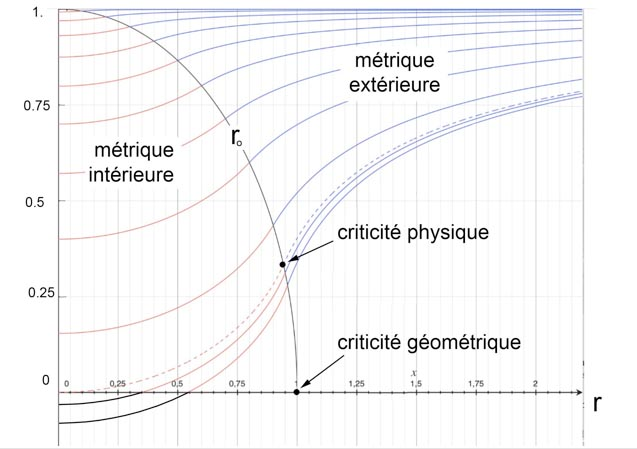 1.
métrique
extérieure
0.75
r₀
métrique
intérieure
0.5
criticité physique
0.25
criticité géométrique
0
0
0,25
0,5
0,75
1
1,25
x
1,5
1,75
2
r